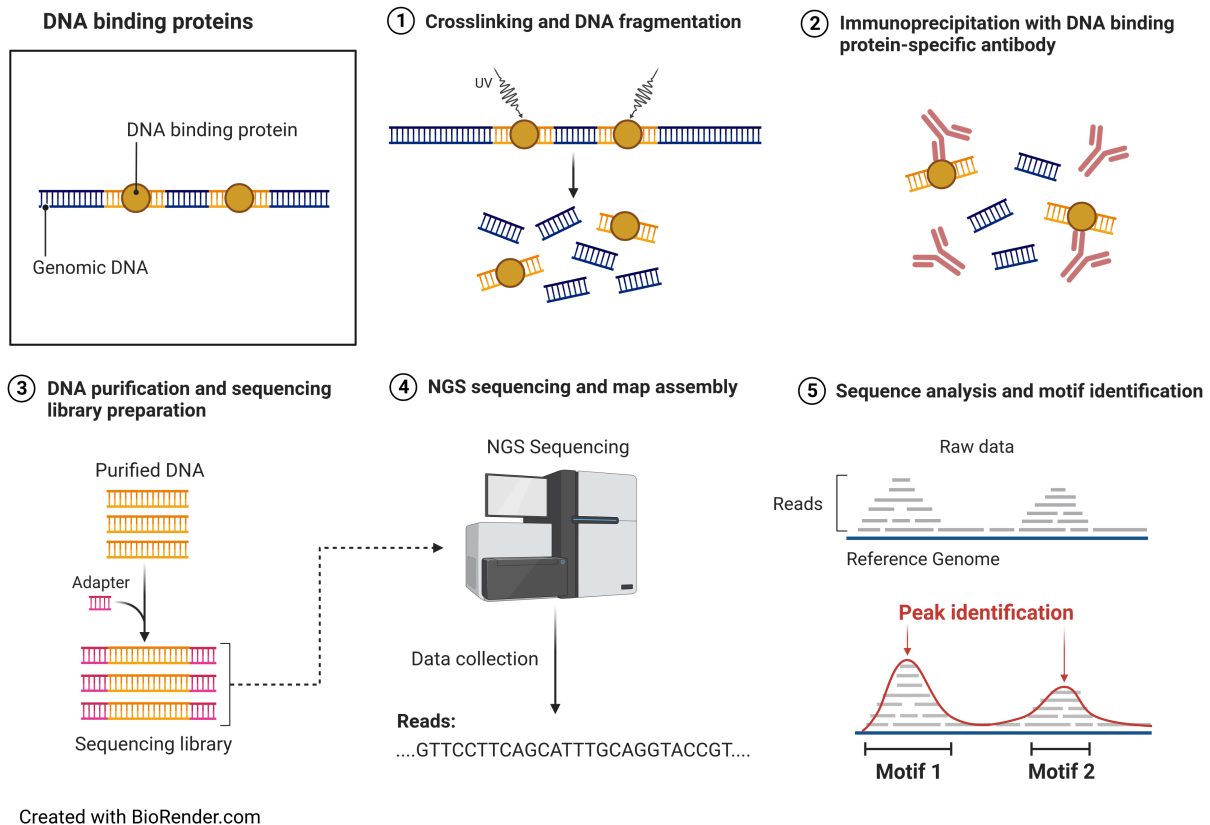 DNA binding proteins
DNA binding protein
Genomic DNA
1 Crosslinking and DNA fragmentation
UV
2 Immunoprecipitation with DNA binding
protein-specific antibody
3 DNA purification and sequencing
library preparation
Purified DNA
Adapter
Sequencing library
4 NGS sequencing and map assembly
NGS Sequencing
Data collection
Reads:
....GTTCCTTCAGCATTTGCAGGTACCGT....
5 Sequence analysis and motif identification
Raw data
Reads
Reference Genome
Peak identification
Motif 1
Motif 2
Created with BioRender.com